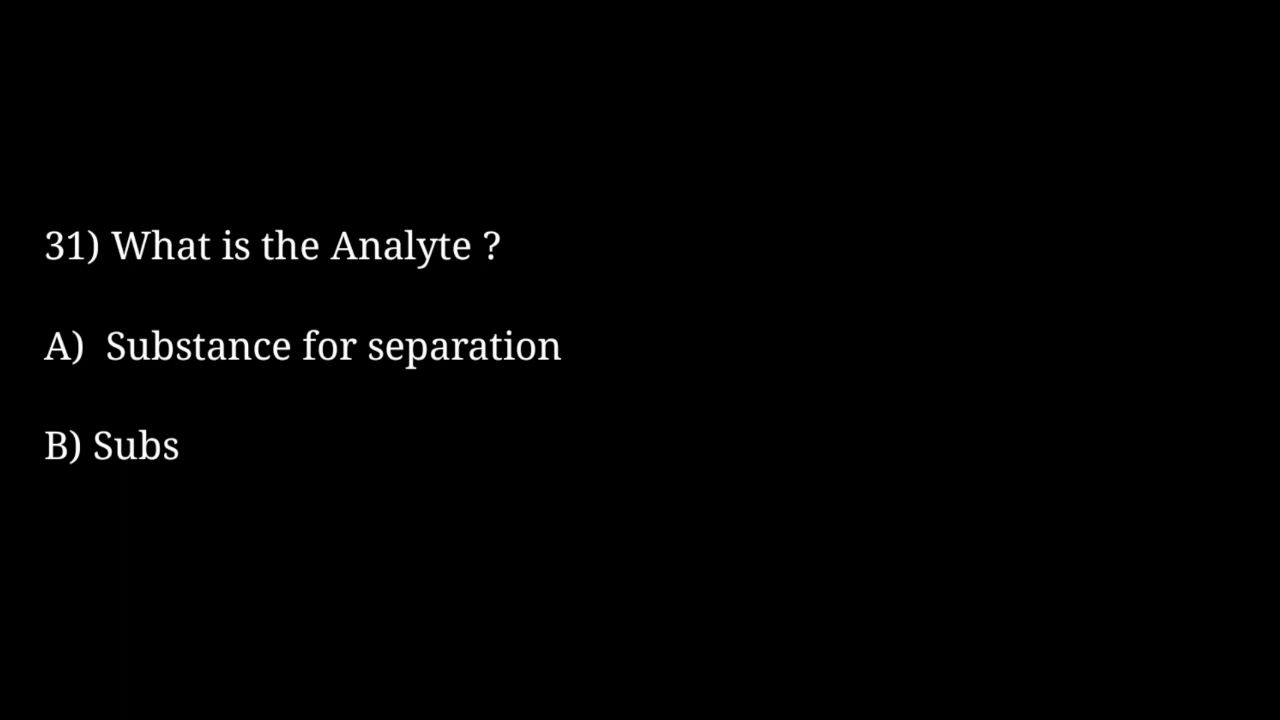 31) What is the Analyte ?
A)  Substance for separation
B) Subs